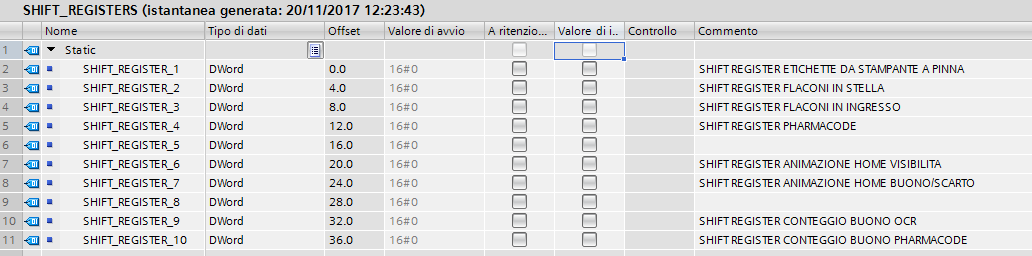 SHIFT_REGISTERS (istantanea generata: 20/11/2017 12:23:43)
Nome Tipo di dati Offset Valore di avvio A ritenzio... Valore di i... Controllo Commento
1 Static
2 SHIFT_REGISTER_1 DWord 0.0 16#0 SHIFT REGISTER ETICHETTE DA STAMPANTE A PINNA
3 SHIFT_REGISTER_2 DWord 4.0 16#0 SHIFT REGISTER FLACONI IN STELLA
4 SHIFT_REGISTER_3 DWord 8.0 16#0 SHIFT REGISTER FLACONI IN INGRESSO
5 SHIFT_REGISTER_4 DWord 12.0 16#0 SHIFT REGISTER PHARMACODE
6 SHIFT_REGISTER_5 DWord 16.0 16#0
7 SHIFT_REGISTER_6 DWord 20.0 16#0 SHIFT REGISTER ANIMAZIONE HOME VISIBILITA
8 SHIFT_REGISTER_7 DWord 24.0 16#0 SHIFT REGISTER ANIMAZIONE HOME BUONO/SCARTO
9 SHIFT_REGISTER_8 DWord 28.0 16#0
10 SHIFT_REGISTER_9 DWord 32.0 16#0 SHIFT REGISTER CONTEGGIO BUONO OCR
11 SHIFT_REGISTER_10 DWord 36.0 16#0 SHIFT REGISTER CONTEGGIO BUONO PHARMACODE